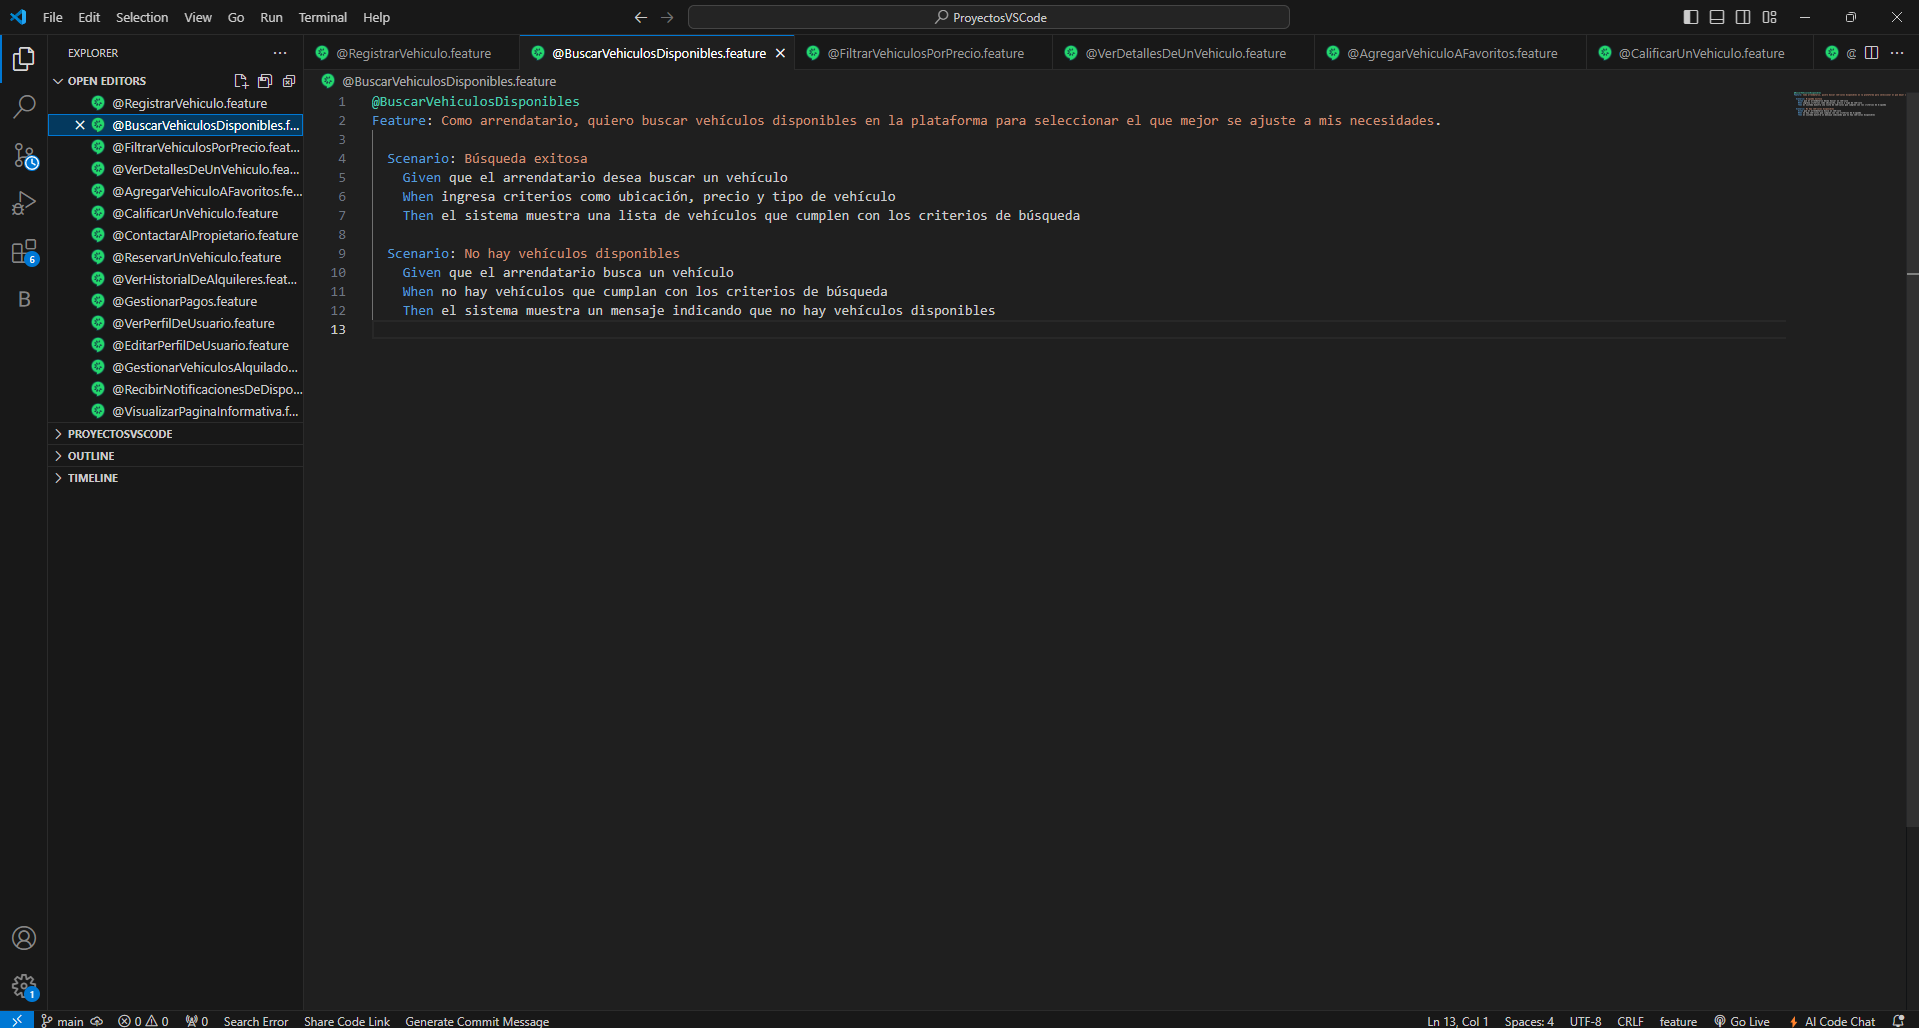 File Edit Selection View Go Run Terminal Help
ProyectosVSCode
EXPLORER
OPEN EDITORS
@RegistrarVehiculo.feature
@BuscarVehiculosDisponibles.f...
@FiltrarVehiculosPorPrecio.feat...
@VerDetallesDeUnVehiculo.fea...
@AgregarVehiculoAFavoritos.fe...
@CalificarUnVehiculo.feature
@ContactarAlPropietario.feature
@ReservarUnVehiculo.feature
@VerHistorialDeAlquileres.feat...
@GestionarPagos.feature
@VerPerfilDeUsuario.feature
@EditarPerfilDeUsuario.feature
@GestionarVehiculosAlquilado...
@RecibirNotificacionesDeDispo...
@VisualizarPaginaInformativa.f...
PROYECTOSVSCODE
OUTLINE
TIMELINE
6
B
1
@RegistrarVehiculo.feature @BuscarVehiculosDisponibles.feature @FiltrarVehiculosPorPrecio.feature @VerDetallesDeUnVehiculo.feature @AgregarVehiculoAFavoritos.feature @CalificarUnVehiculo.feature @
@BuscarVehiculosDisponibles.feature
1 @BuscarVehiculosDisponibles
2 Feature: Como arrendatario, quiero buscar vehículos disponibles en la plataforma para seleccionar el que mejor se ajuste a mis necesidades.
3
4 Scenario: Búsqueda exitosa
5 Given que el arrendatario desea buscar un vehículo
6 When ingresa criterios como ubicación, precio y tipo de vehículo
7 Then el sistema muestra una lista de vehículos que cumplen con los criterios de búsqueda
8
9 Scenario: No hay vehículos disponibles
10 Given que el arrendatario busca un vehículo
11 When no hay vehículos que cumplan con los criterios de búsqueda
12 Then el sistema muestra un mensaje indicando que no hay vehículos disponibles
13
main 0 0 0 Search Error Share Code Link Generate Commit Message Ln 13, Col 1 Spaces: 4 UTF-8 CRLF feature Go Live AI Code Chat